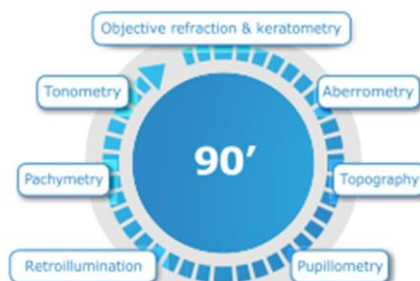 Objective refraction & keratometry
Tonometry
Aberrometry
90′
Pachymetry
Topography
Retroillumination
Pupillometry